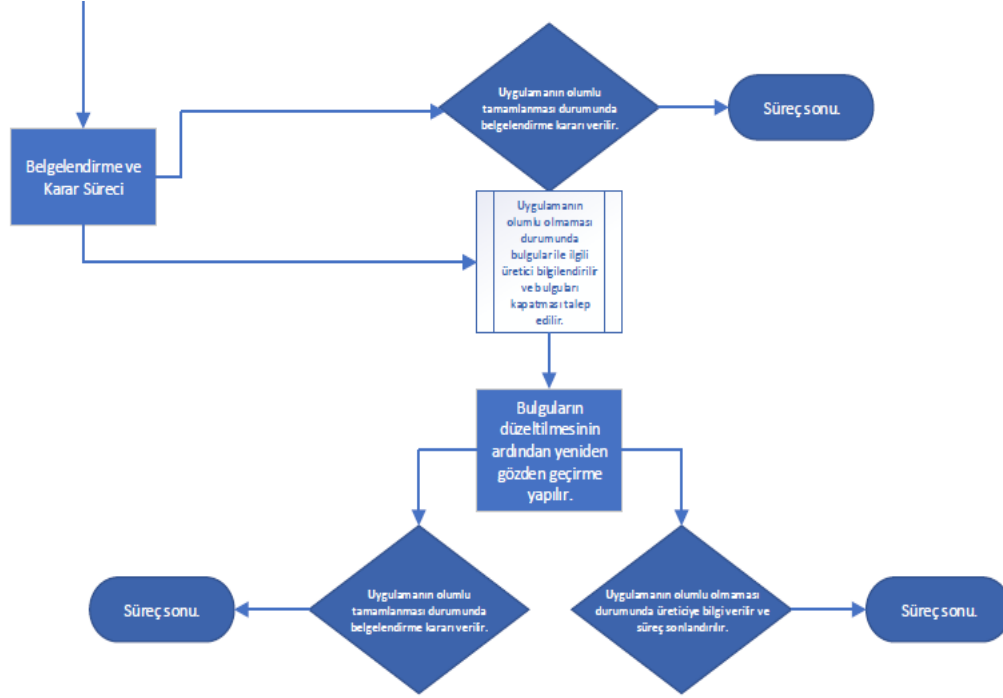 Uygulamanın olumlu
tamamlanması durumunda
belgelendirme kararı verilir.
Süreç sonu.
Belgelendirme ve
Karar Süreci
Uygulamanın
olumlu olmaması
durumunda
bulgular ile ilgili
üretici bilgilendirilir
ve bulguları
kapatması talep
edilir.
Bulguların
düzeltilmesinin
ardından yeniden
gözden geçirme
yapılır.
Süreç sonu.
Uygulamanın olumlu
tamamlanması durumunda
belgelendirme kararı verilir.
Uygulamanın olumlu olmaması
durumunda üreticiye bilgi verilir ve
süreç sonlandırılır.
Süreç sonu.